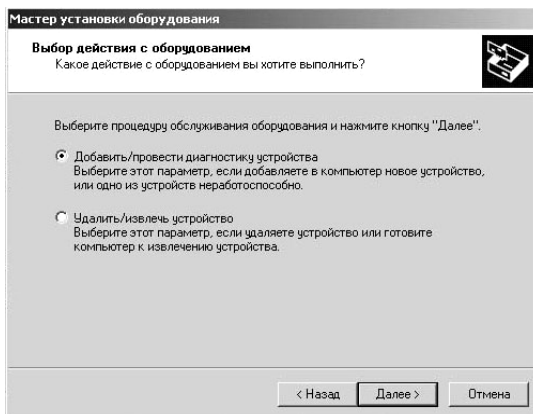 Мастер установки оборудования
Выбор действия с оборудованием
Какое действие с оборудованием вы хотите выполнить?
Выберите процедуру обслуживания оборудования и нажмите кнопку "Далее".
Добавить/провести диагностику устройства
Выберите этот параметр, если добавляете в компьютер новое устройство,
или одно из устройств неработоспособно.
Удалить/извлечь устройство
Выберите этот параметр, если удаляете устройство или готовите
компьютер к извлечению устройства.
< Назад
Далее >
Отмена